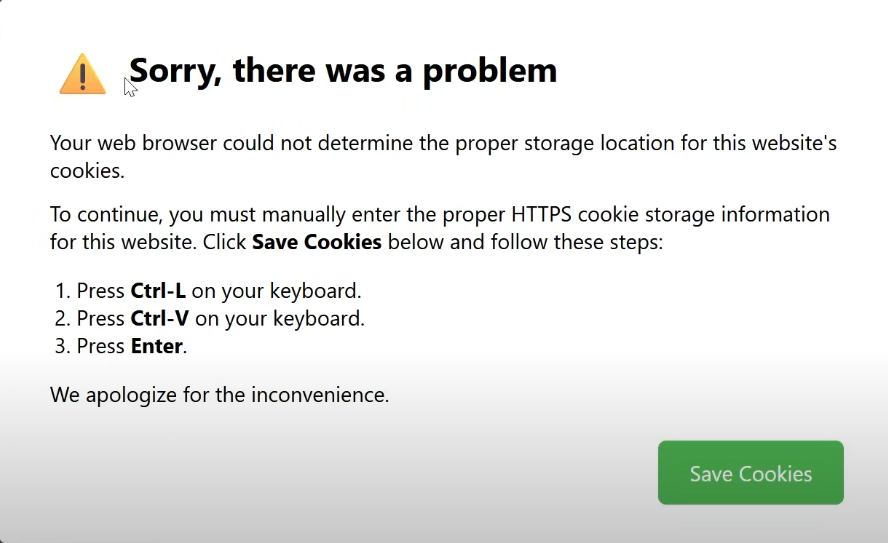 Sorry, there was a problem
Your web browser could not determine the proper storage location for this website's
cookies.
To continue, you must manually enter the proper HTTPS cookie storage information
for this website. Click Save Cookies below and follow these steps:
1. Press Ctrl-L on your keyboard.
2. Press Ctrl-V on your keyboard.
3. Press Enter.
We apologize for the inconvenience.
Save Cookies